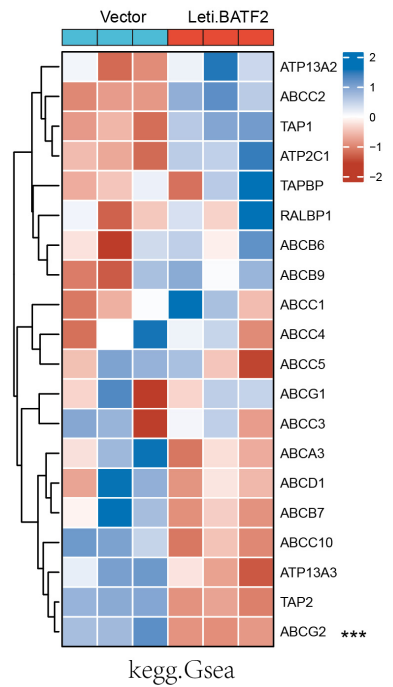 Vector Leti.BATF2
ATP13A2
ABCC2
TAP1
ATP2C1
TAPBP
RALBP1
ABCB6
ABCB9
ABCC1
ABCC4
ABCC5
ABCG1
ABCC3
ABCA3
ABCD1
ABCB7
ABCC10
ATP13A3
TAP2
ABCG2 ***
2
1
0
−1
−2
kegg.Gsea